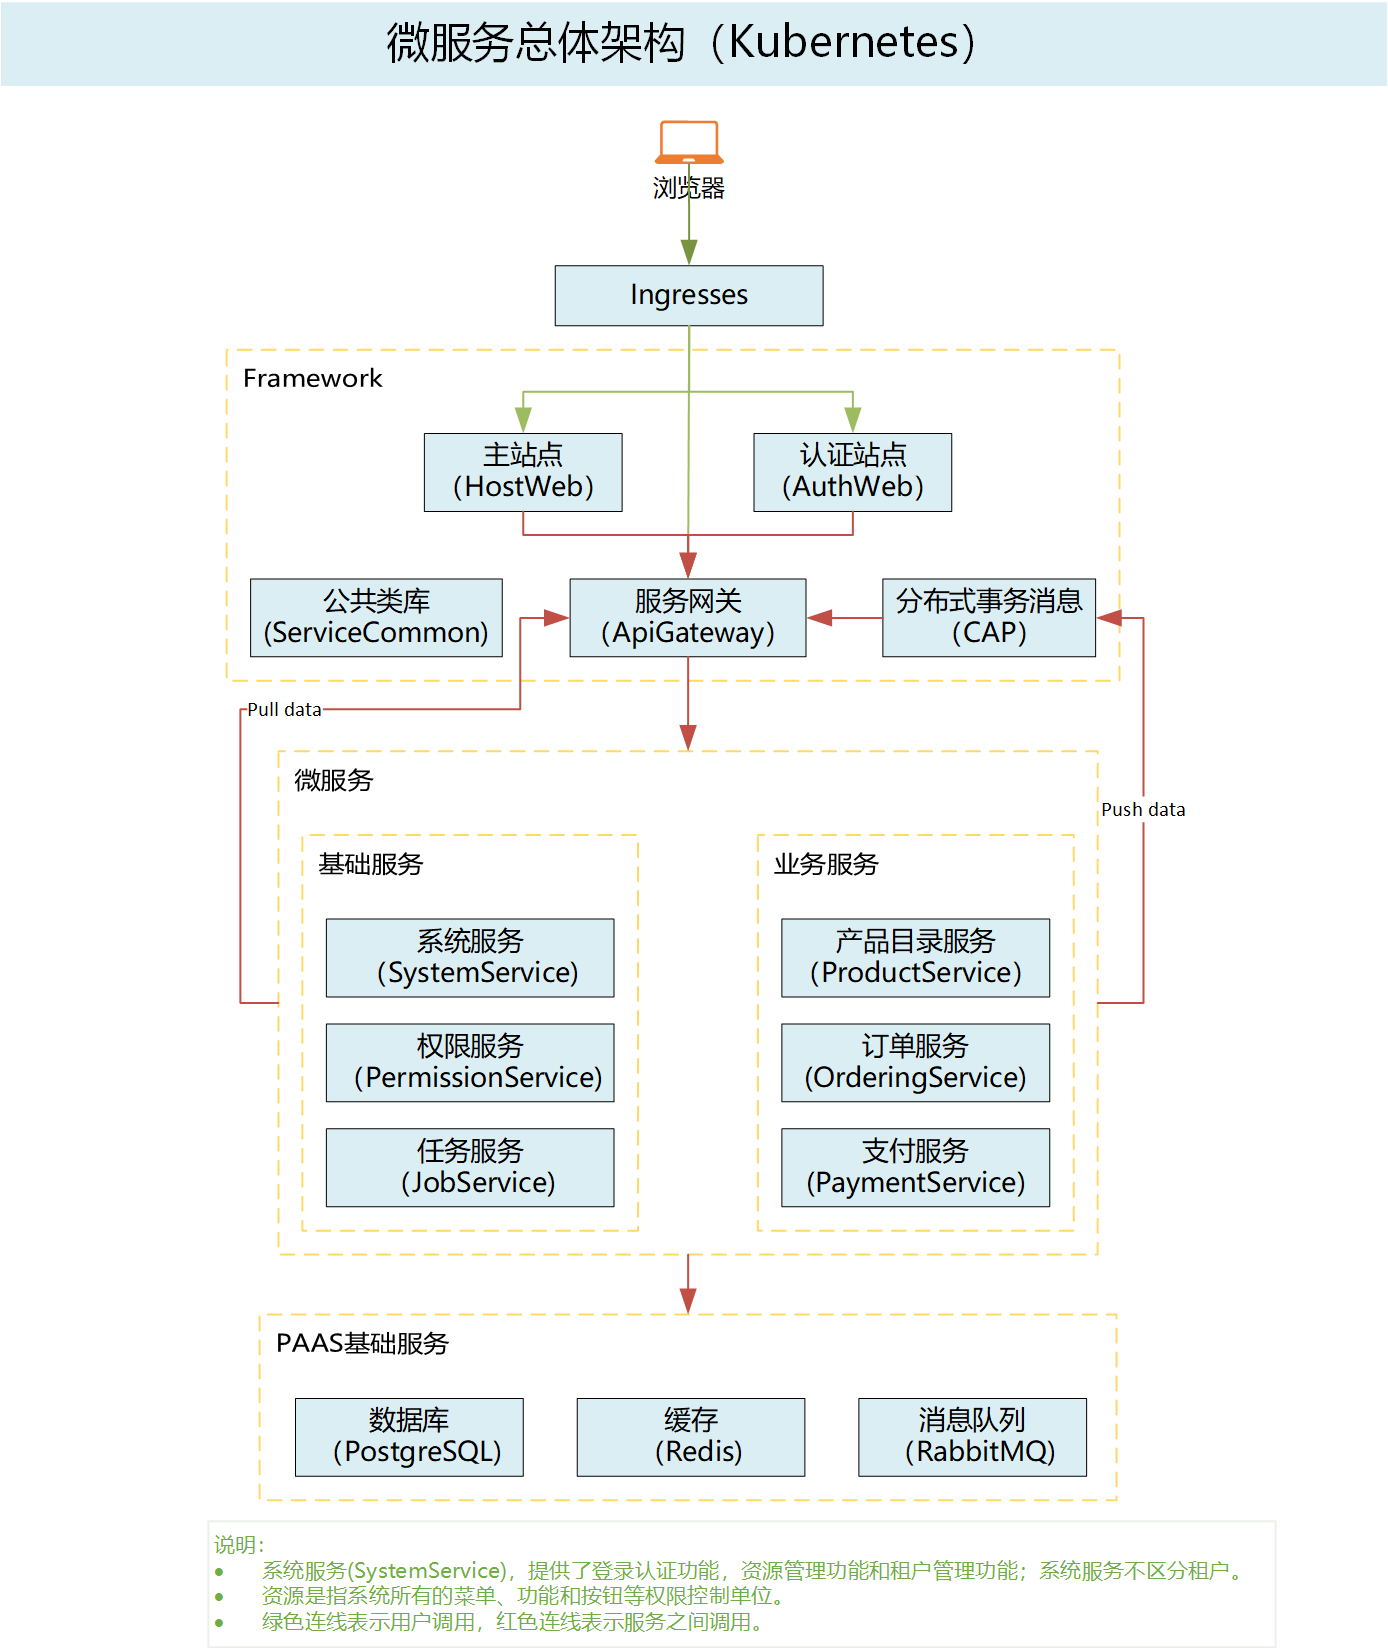 微服务总体架构（Kubernetes）
浏览器
Ingresses
Framework
主站点
（HostWeb）
认证站点
（AuthWeb）
公共类库
(ServiceCommon)
服务网关
（ApiGateway）
分布式事务消息
（CAP）
Pull data
微服务
Push data
基础服务
业务服务
系统服务
（SystemService)
产品目录服务
（ProductService）
权限服务
（PermissionService)
订单服务
(OrderingService)
任务服务
（JobService)
支付服务
(PaymentService)
PAAS基础服务
数据库
（PostgreSQL)
缓存
（Redis)
消息队列
（RabbitMQ)
说明：
• 系统服务(SystemService)，提供了登录认证功能，资源管理功能和租户管理功能；系统服务不区分租户。
• 资源是指系统所有的菜单、功能和按钮等权限控制单位。
• 绿色连线表示用户调用，红色连线表示服务之间调用。